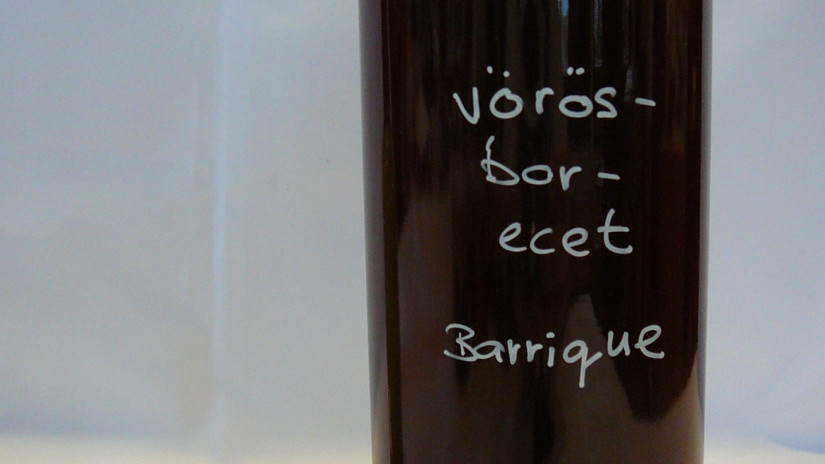 vörös-
bor-
ecet
Barrique